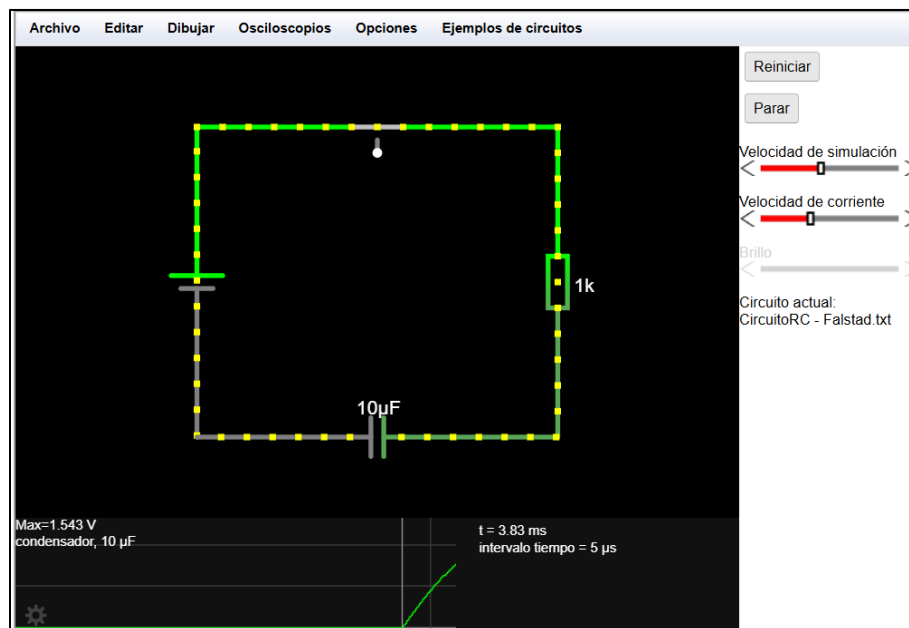 Archivo Editar Dibujar Osciloscopios Opciones Ejemplos de circuitos
Reiniciar
Parar
Velocidad de simulación
Velocidad de corriente
Brillo
Circuito actual:
CircuitoRC - Falstad.txt
1k
10µF
Max=1.543 V
condensador, 10 µF
t = 3.83 ms
intervalo tiempo = 5 µs